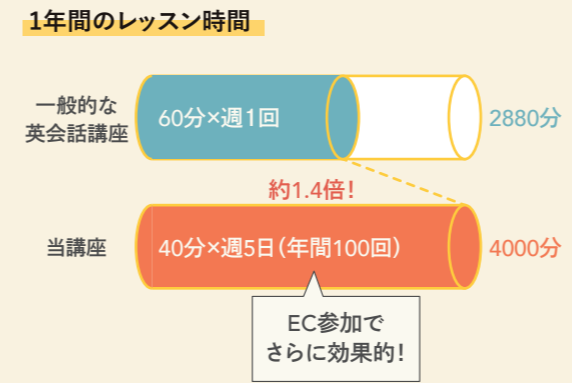 1年間のレッスン時間
一般的な
英会話講座
60分×週1回
2880分
約1.4倍!
当講座
40分×週5日(年間100回)
4000分
EC参加で
さらに効果的!